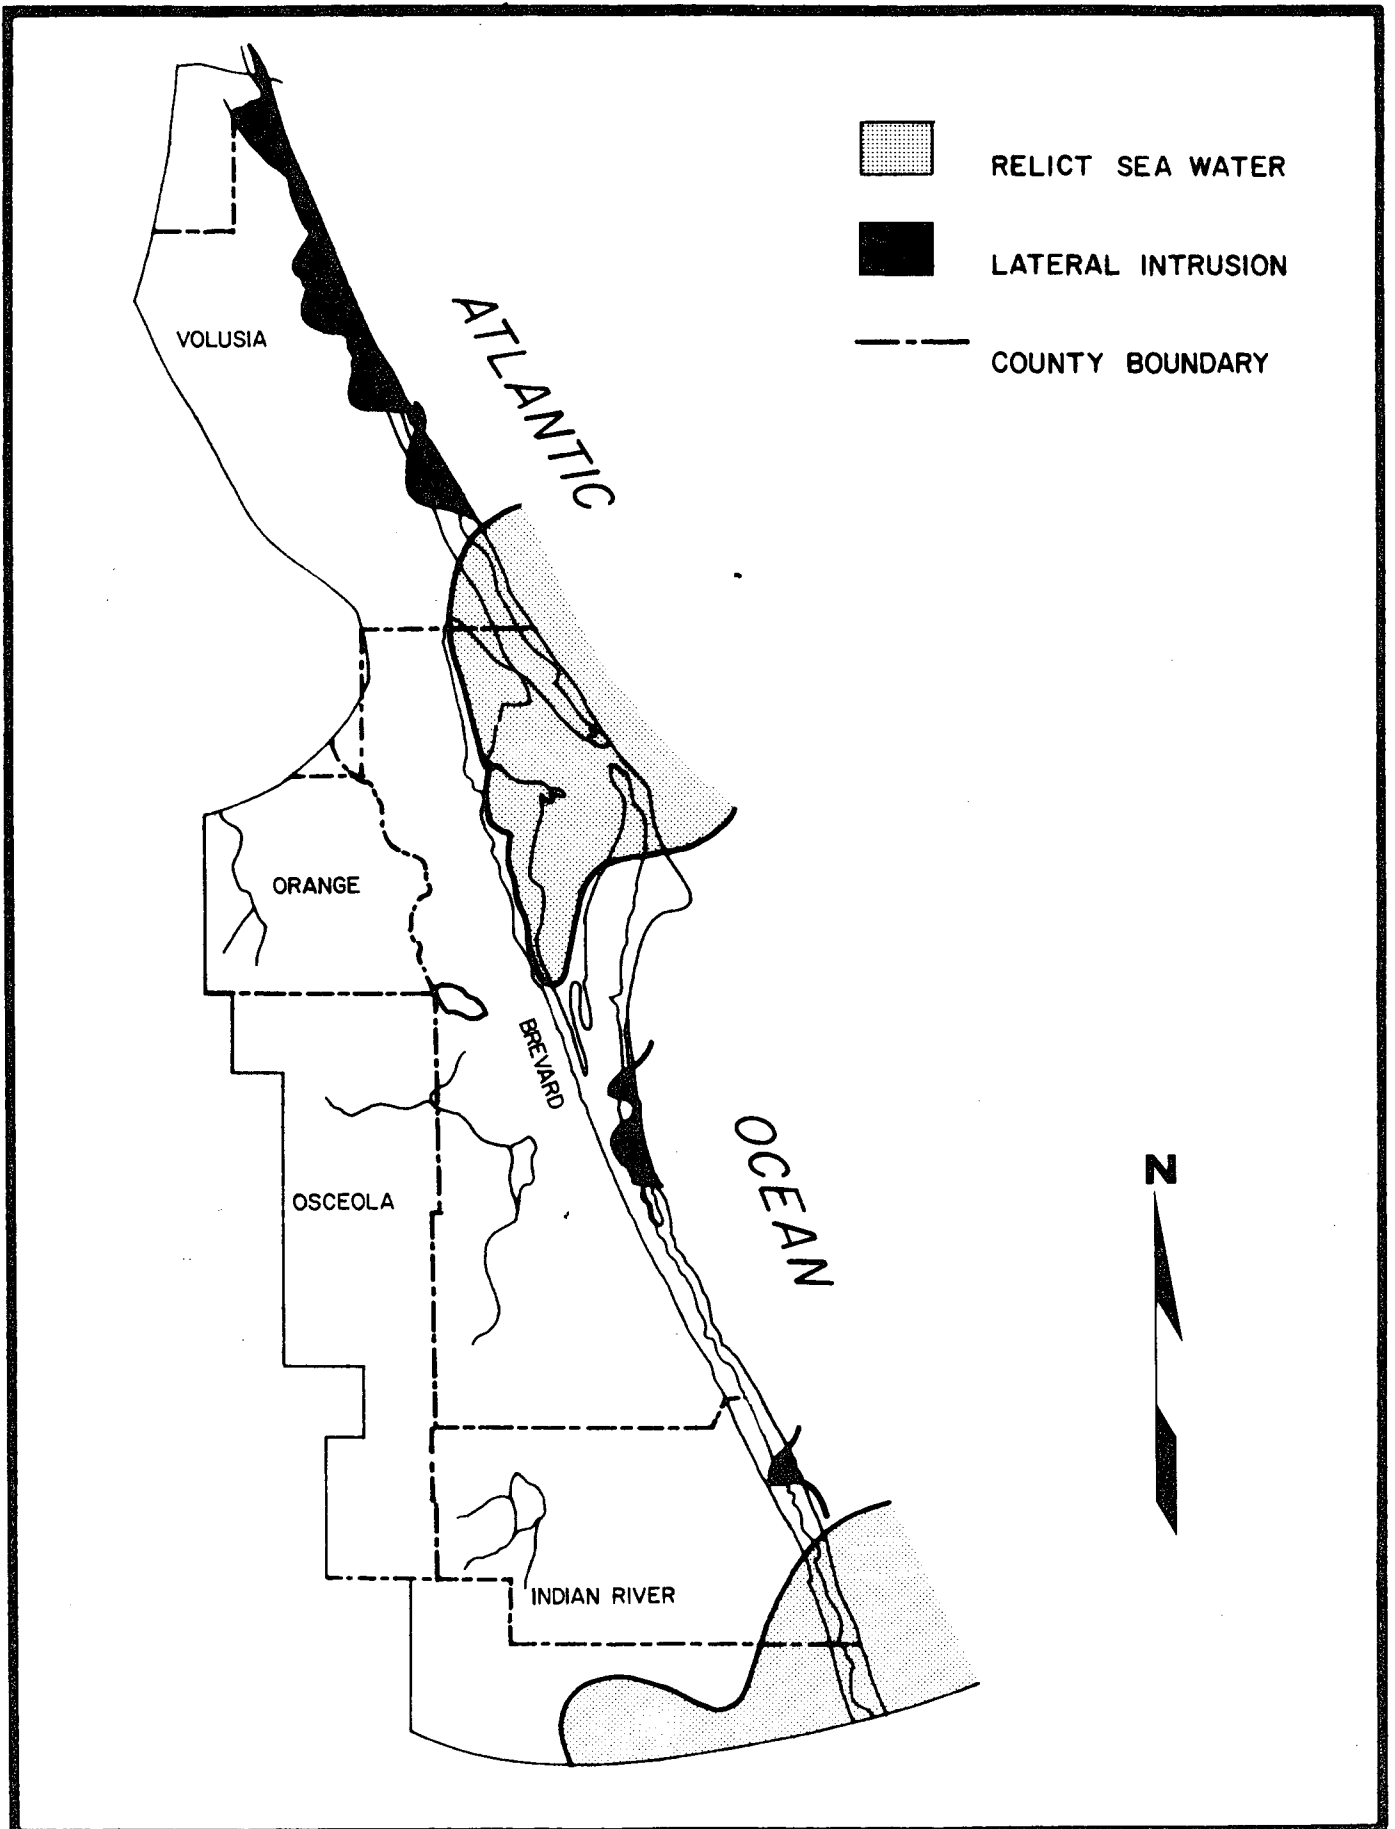 RELICT SEA WATER
LATERAL INTRUSION
COUNTY BOUNDARY
VOLUSIA
ATLANTIC
ORANGE
BREVARD
OCEAN
N
OSCEOLA
INDIAN RIVER